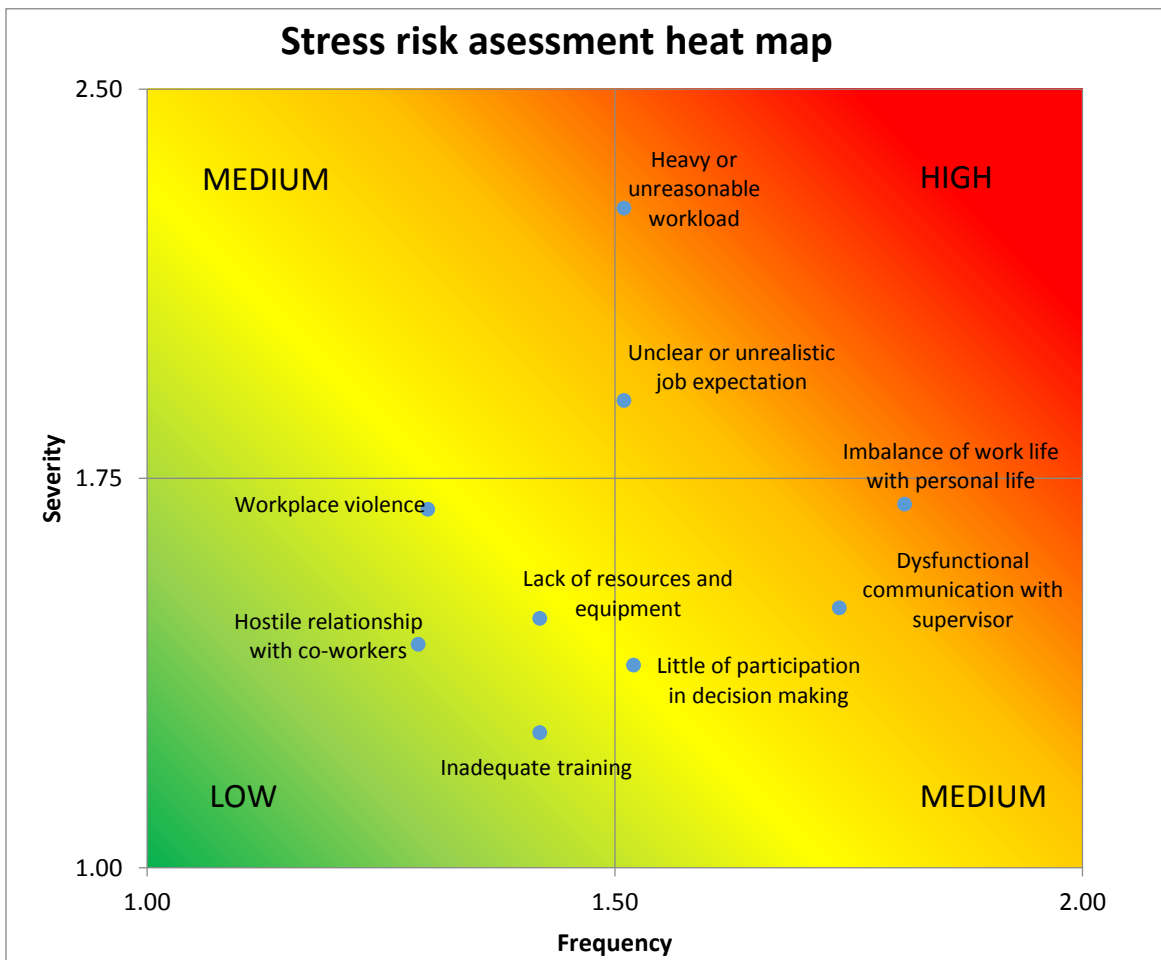 Stress risk asessment heat map
2.50
MEDIUM
Heavy or
unreasonable
workload
HIGH
Unclear or unrealistic
job expectation
Severity
1.75
Imbalance of work life
with personal life
Workplace violence
Lack of resources and
equipment
Dysfunctional
communication with
supervisor
Hostile relationship
with co-workers
Little of participation
in decision making
Inadequate training
LOW
MEDIUM
1.00
1.00
1.50
2.00
Frequency